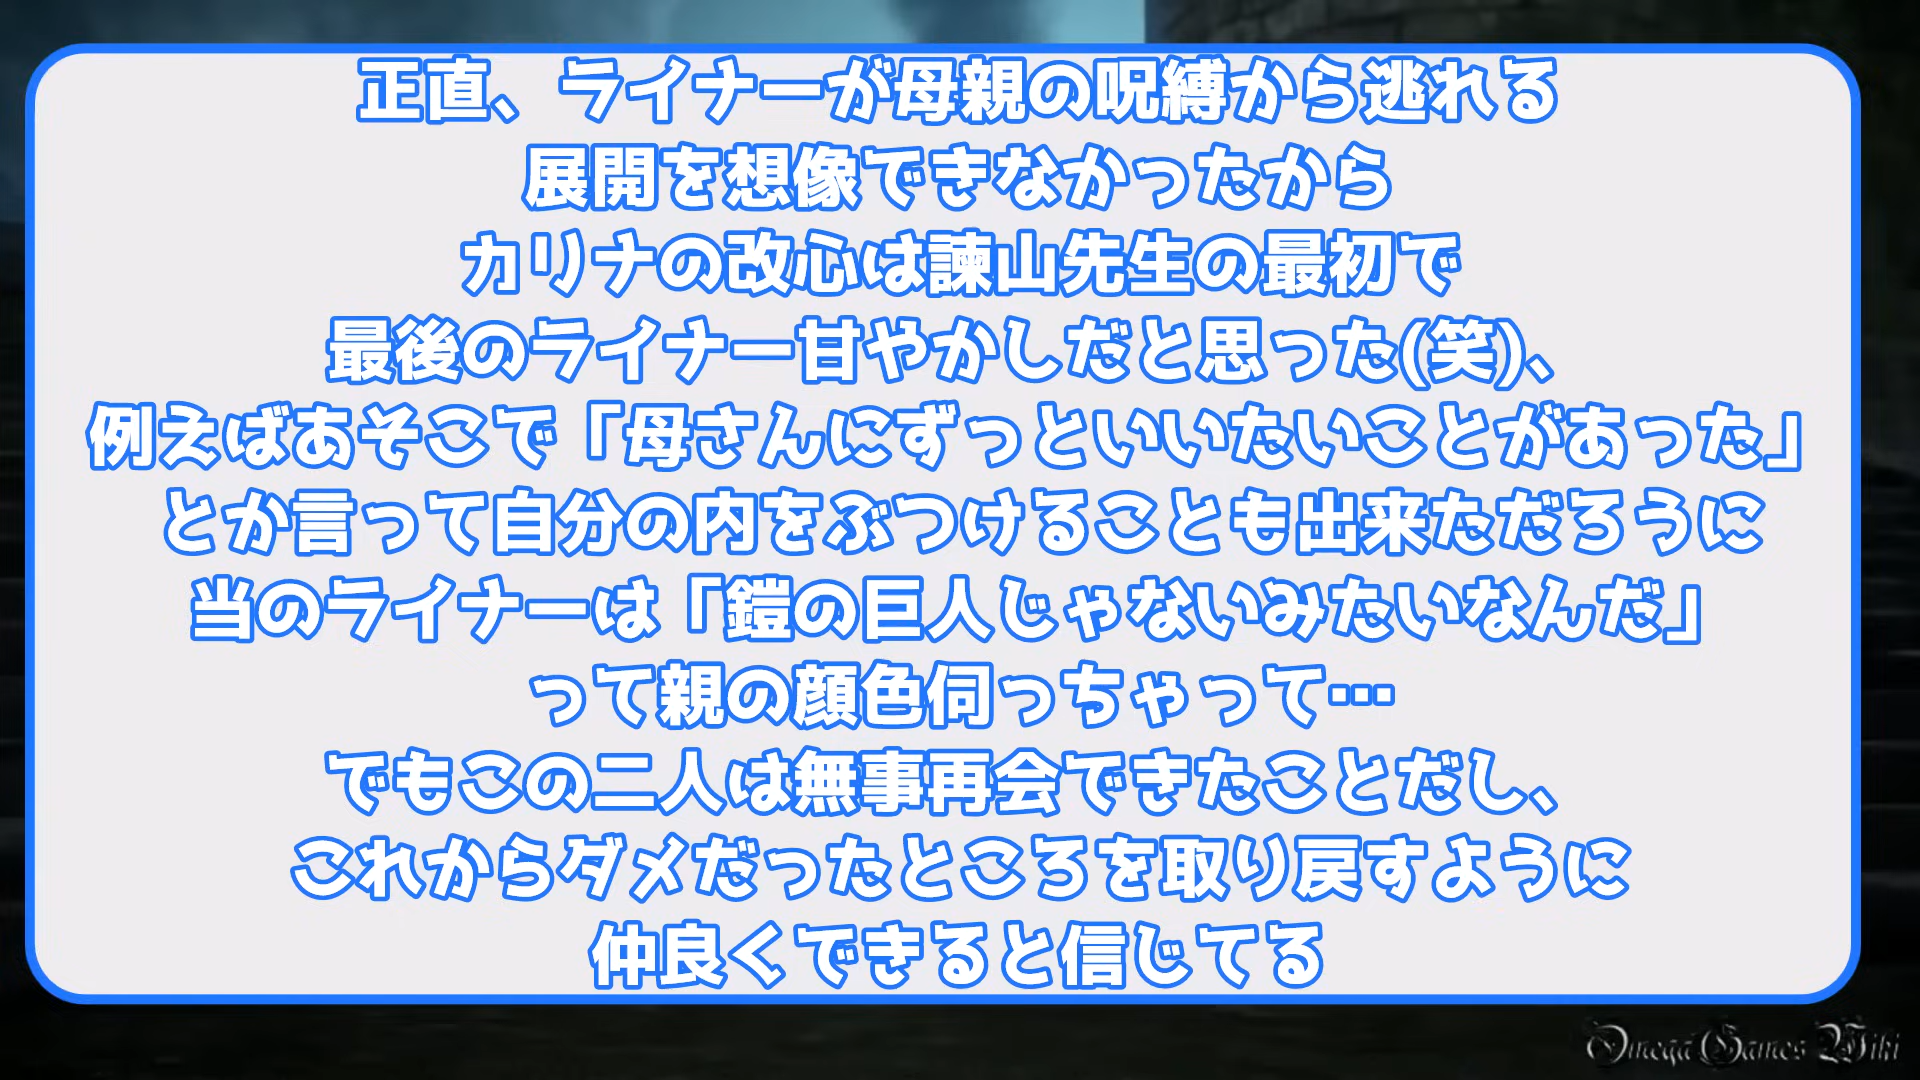 正直、ライナーが母親の呪縛から逃れる
展開を想像できなかったから
カリナの改心は諫山先生の最初で
最後のライナー甘やかしだと思った(笑)、
例えばあそこで「母さんにずっといいたいことがあった」
とか言って自分の内をぶつけることも出来ただろうに
当のライナーは「鎧の巨人じゃないみたいなんだ」
って親の顔色伺っちゃって…
でもこの二人は無事再会できたことだし、
これからダメだったところを取り戻すように
仲良くできると信じてる
Omega Games Wiki